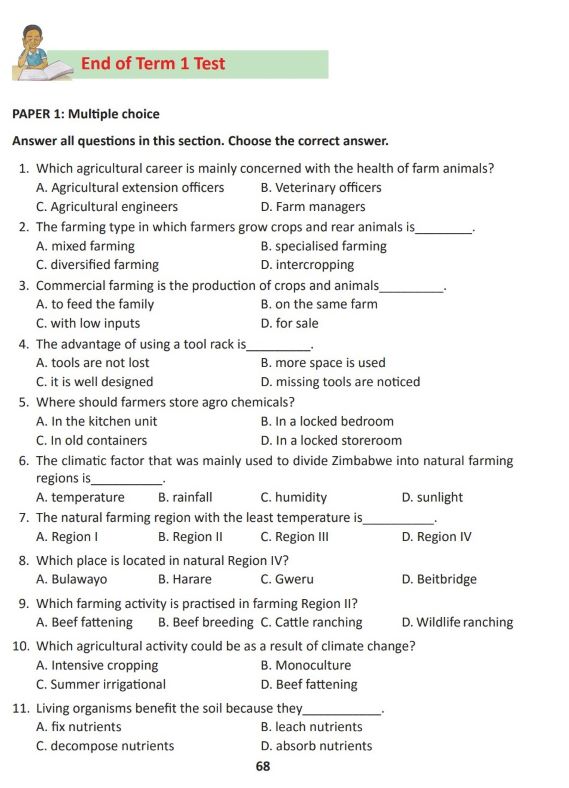 End of Term 1 Test
PAPER 1: Multiple choice
Answer all questions in this section. Choose the correct answer.
1. Which agricultural career is mainly concerned with the health of farm animals?
A. Agricultural extension officers B. Veterinary officers
C. Agricultural engineers D. Farm managers
2. The farming type in which farmers grow crops and rear animals is________.
A. mixed farming B. specialised farming
C. diversified farming D. intercropping
3. Commercial farming is the production of crops and animals_________.
A. to feed the family B. on the same farm
C. with low inputs D. for sale
4. The advantage of using a tool rack is_________.
A. tools are not lost B. more space is used
C. it is well designed D. missing tools are noticed
5. Where should farmers store agro chemicals?
A. In the kitchen unit B. In a locked bedroom
C. In old containers D. In a locked storeroom
6. The climatic factor that was mainly used to divide Zimbabwe into natural farming
regions is__________.
A. temperature B. rainfall C. humidity D. sunlight
7. The natural farming region with the least temperature is__________.
A. Region I B. Region II C. Region III D. Region IV
8. Which place is located in natural Region IV?
A. Bulawayo B. Harare C. Gweru D. Beitbridge
9. Which farming activity is practised in farming Region II?
A. Beef fattening B. Beef breeding C. Cattle ranching D. Wildlife ranching
10. Which agricultural activity could be as a result of climate change?
A. Intensive cropping B. Monoculture
C. Summer irrigational D. Beef fattening
11. Living organisms benefit the soil because they___________.
A. fix nutrients B. leach nutrients
C. decompose nutrients D. absorb nutrients
68